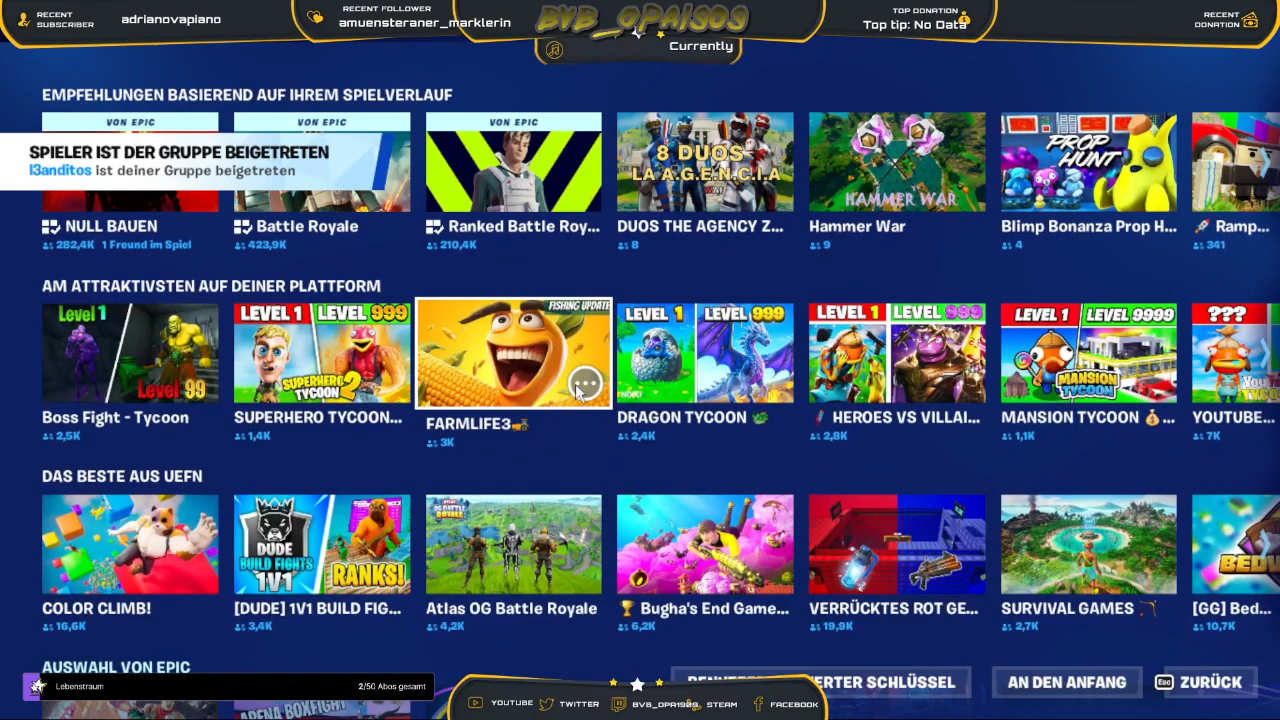 RECENT
SUBSCRIBER
adrianovapiano
RECENT FOLLOWER
amuensteraner_marklerin
BVB_OPA1909
Currently
TOP DONATION
Top tip: No Data
RECENT
DONATION
EMPFEHLUNGEN BASIEREND AUF IHREM SPIELVERLAUF
VON EPIC
VON EPIC
VON EPIC
SPIELER IST DER GRUPPE BEIGETRETEN
l3anditos ist deiner Gruppe beigetreten
8 DUOS
LA A.G.E.N.C.I.A
HAMMER WAR
PROP
HUNT
NULL BAUEN
282,4K 1 Freund im Spiel
Battle Royale
423,9K
Ranked Battle Roy...
210,4K
DUOS THE AGENCY Z...
8
Hammer War
9
Blimp Bonanza Prop H...
4
Ramp...
341
AM ATTRAKTIVSTEN AUF DEINER PLATTFORM
Level 1
Level 99
LEVEL 1 LEVEL 999
SUPERHERO
TYCOON 2
FISHING UPDATE
LEVEL 1 LEVEL 999
LEVEL 1 LEVEL 999
LEVEL 1 LEVEL 9999
MANSION
TYCOON
???
Boss Fight - Tycoon
2,5K
SUPERHERO TYCOON...
1,4K
FARMLIFE3
3K
DRAGON TYCOON
2,4K
HEROES VS VILLAI...
2,8K
MANSION TYCOON ...
1,1K
YOUTUBE...
7K
DAS BESTE AUS UEFN
DUDE
BUILD FIGHTS
1V1
RANKS!
ATLAS
OG BATTLE
ROYALE
COLOR CLIMB!
16,6K
[DUDE] 1V1 BUILD FIG...
3,4K
Atlas OG Battle Royale
4,2K
Bugha's End Game...
6,2K
VERRÜCKTES ROT GE...
19,9K
SURVIVAL GAMES
2,7K
[GG] Bed...
10,7K
AUSWAHL VON EPIC
Lebenstraum
2/50 Abos gesamt
ARENA BOXFIGHT
ERTER SCHLÜSSEL
AN DEN ANFANG
Esc ZURÜCK
YOUTUBE
TWITTER
BVB_OPA1909
STEAM
FACEBOOK